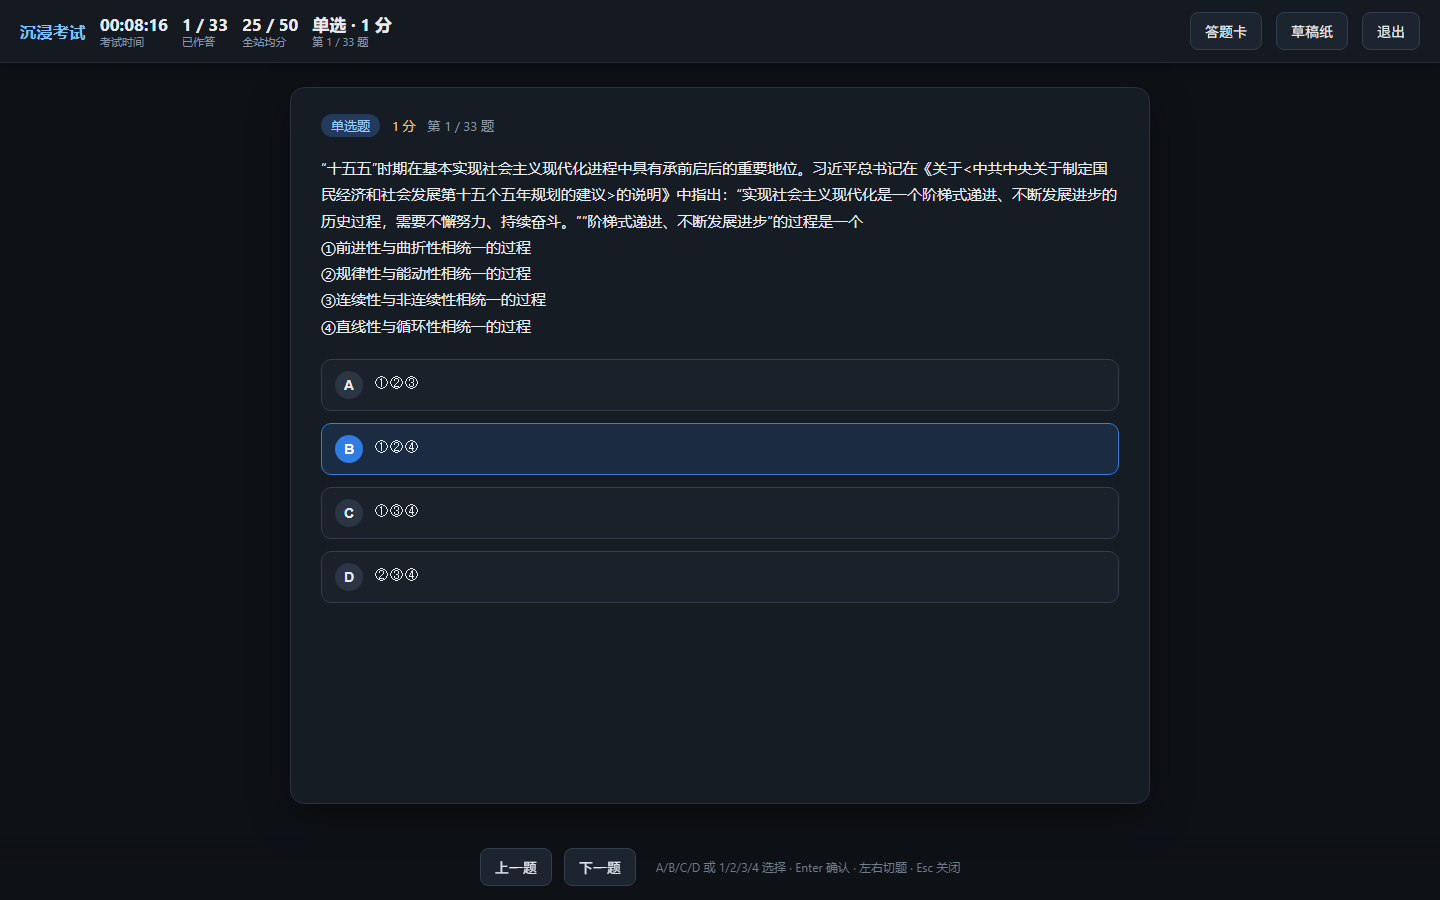 沉浸考试
00:08:16
考试时间
1 / 33
已作答
25 / 50
全站均分
单选 · 1 分
第 1 / 33 题
答题卡
草稿纸
退出
单选题 1 分 第 1 / 33 题
“十五五”时期在基本实现社会主义现代化进程中具有承前启后的重要地位。习近平总书记在《关于<中共中央关于制定国
民经济和社会发展第十五个五年规划的建议>的说明》中指出：“实现社会主义现代化是一个阶梯式递进、不断发展进步的
历史过程，需要不懈努力、持续奋斗。”“阶梯式递进、不断发展进步”的过程是一个
①前进性与曲折性相统一的过程
②规律性与能动性相统一的过程
③连续性与非连续性相统一的过程
④直线性与循环性相统一的过程
A ①②③
B ①②④
C ①③④
D ②③④
上一题
下一题
A/B/C/D 或 1/2/3/4 选择 · Enter 确认 · 左右切题 · Esc 关闭